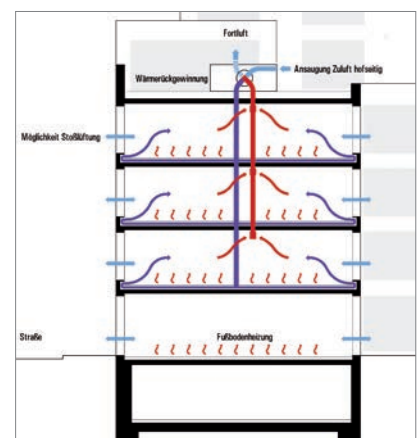 Fortluft
Ansaugung Zuluft hofseitig
Wärmerückgewinnung
Möglichkeit Stoßlüftung
Straße
Fußbodenheizung